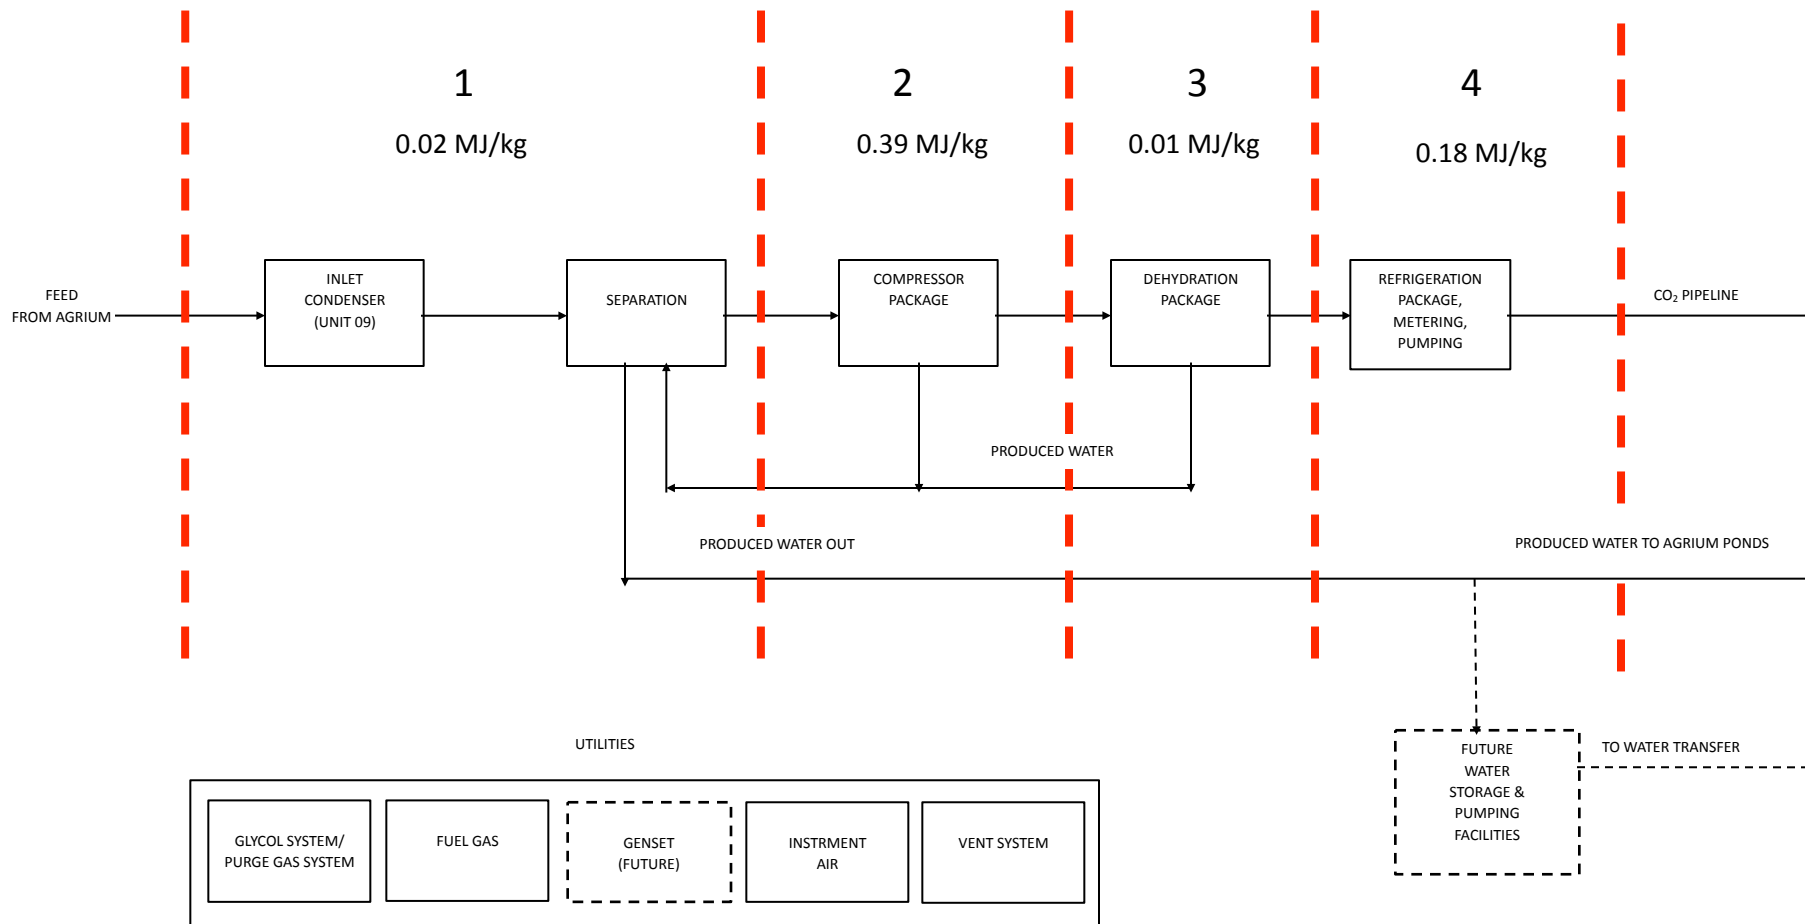 1
0.02 MJ/kg
2
0.39 MJ/kg
3
0.01 MJ/kg
4
0.18 MJ/kg
FEED
FROM AGRIUM
INLET
CONDENSER
(UNIT 09)
SEPARATION
COMPRESSOR
PACKAGE
DEHYDRATION
PACKAGE
REFRIGERATION
PACKAGE,
METERING,
PUMPING
CO₂ PIPELINE
PRODUCED WATER
PRODUCED WATER OUT
PRODUCED WATER TO AGRIUM PONDS
UTILITIES
GLYCOL SYSTEM/
PURGE GAS SYSTEM
FUEL GAS
GENSET
(FUTURE)
INSTRMENT
AIR
VENT SYSTEM
FUTURE
WATER
STORAGE &
PUMPING
FACILITIES
TO WATER TRANSFER